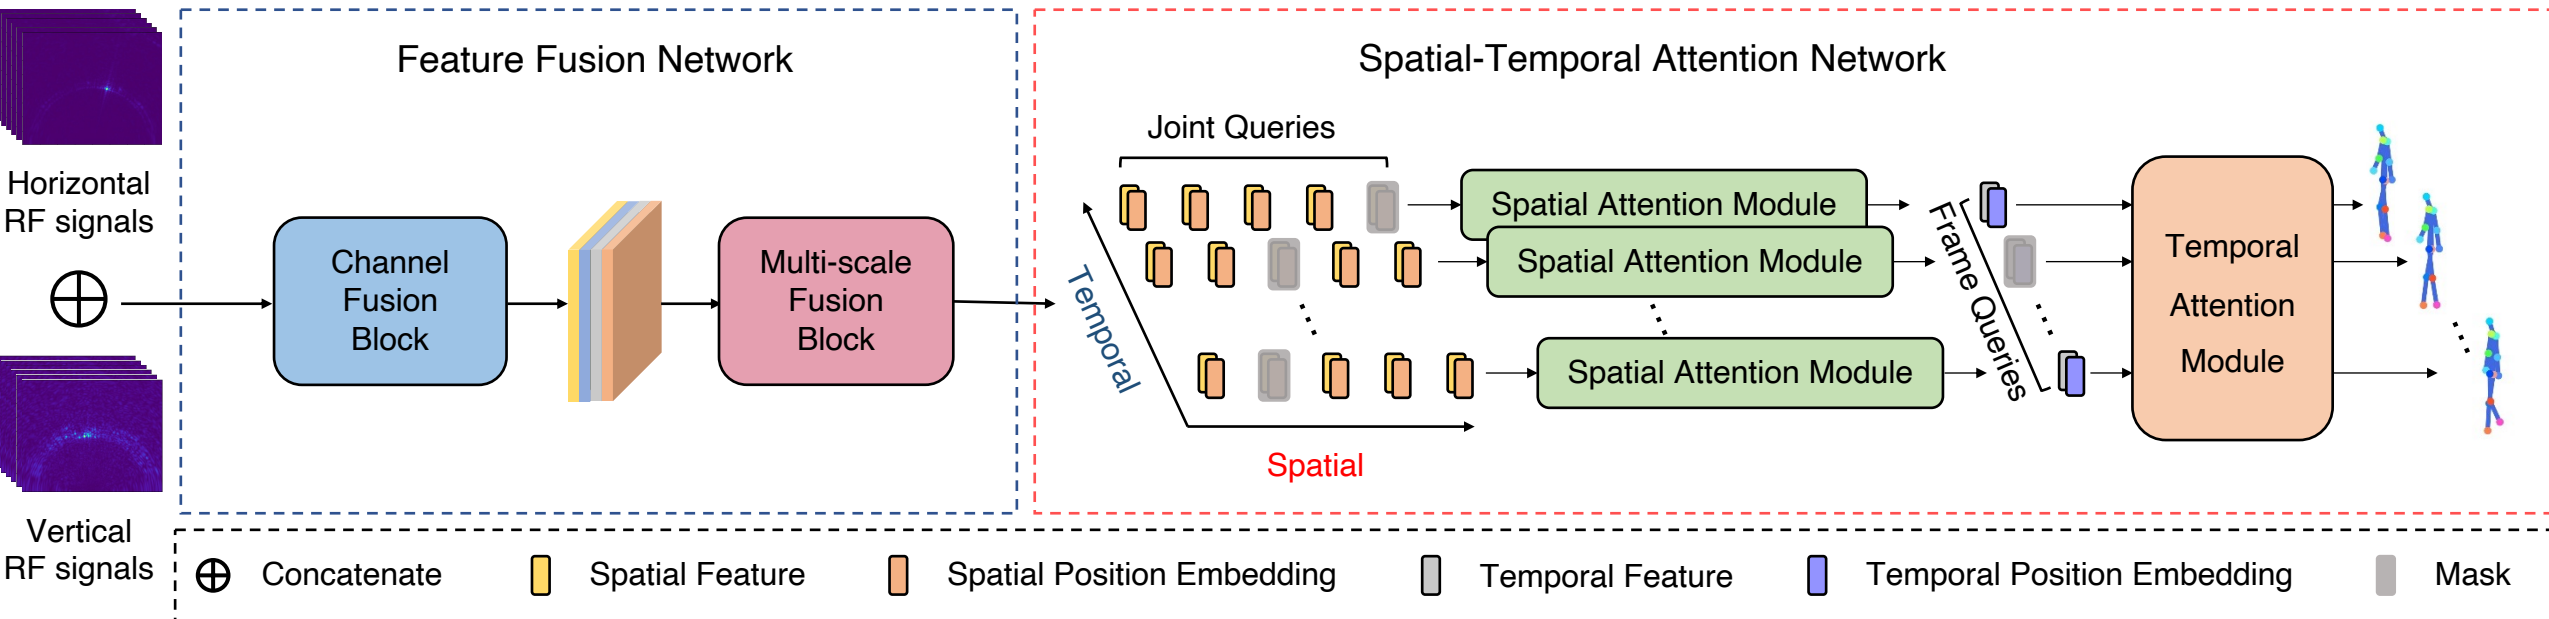 Feature Fusion Network
Spatial-Temporal Attention Network
Horizontal
RF signals
Vertical
RF signals
Channel
Fusion
Block
Multi-scale
Fusion
Block
Joint Queries
Temporal
Spatial
Spatial Attention Module
Spatial Attention Module
Spatial Attention Module
Frame Queries
Temporal
Attention
Module
Concatenate
Spatial Feature
Spatial Position Embedding
Temporal Feature
Temporal Position Embedding
Mask